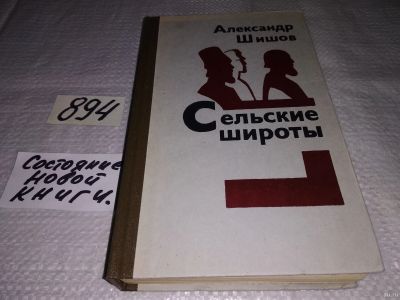 Александр
Шишов
Сельские
широты
894
Состояние
новой
книги.